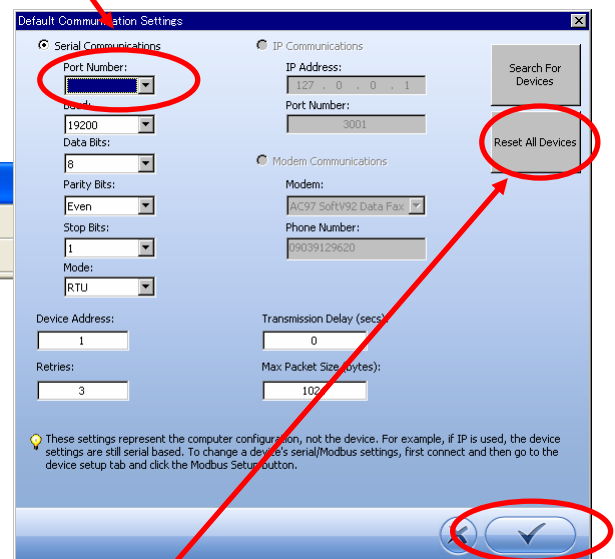 Default Communication Settings
Serial Communications
Port Number:
Baud:
19200
Data Bits:
8
Parity Bits:
Even
Stop Bits:
1
Mode:
RTU
IP Communications
IP Address:
127 . 0 . 0 . 1
Port Number:
3001
Modem Communications
Modem:
AC97 SoftV92 Data Fax
Phone Number:
09039129620
Search For
Devices
Reset All Devices
Device Address:
1
Retries:
3
Transmission Delay (secs):
0
Max Packet Size (bytes):
These settings represent the computer configuration, not the device. For example, if IP is used, the device
settings are still serial based. To change a device's serial/Modbus settings, first connect and then go to the
device setup tab and click the Modbus Setup button.